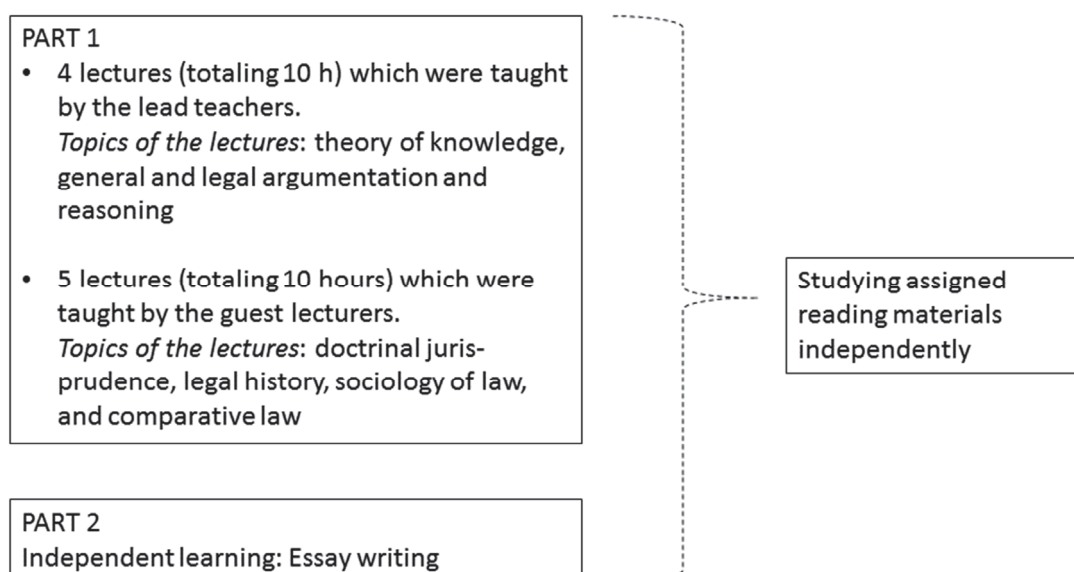 PART 1
• 4 lectures (totaling 10 h) which were taught
by the lead teachers.
Topics of the lectures: theory of knowledge,
general and legal argumentation and
reasoning
• 5 lectures (totaling 10 hours) which were
taught by the guest lecturers.
Topics of the lectures: doctrinal juris-
prudence, legal history, sociology of law,
and comparative law
Studying assigned
reading materials
independently
PART 2
Independent learning: Essay writing